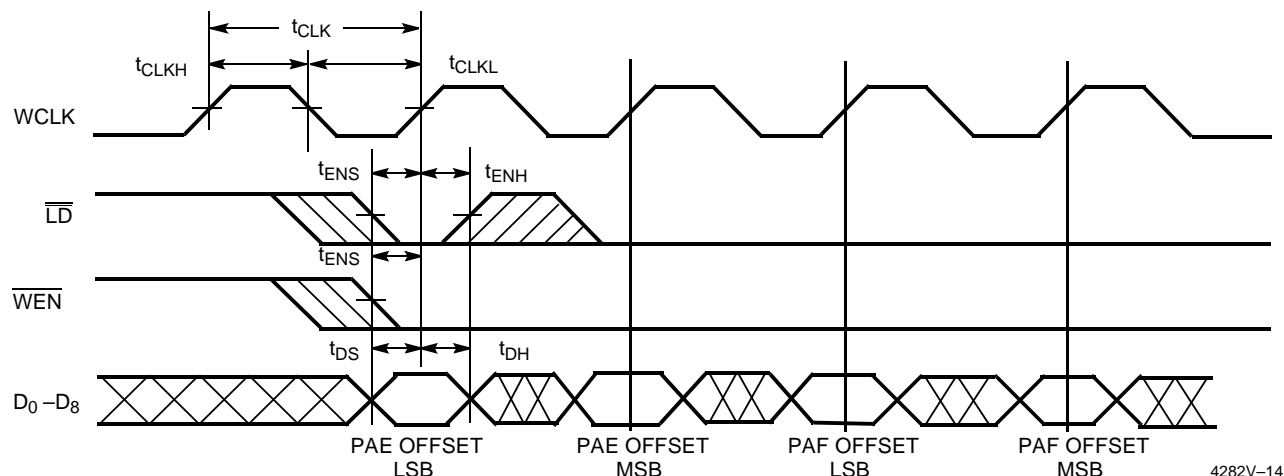 tCLK
tCLKH
tCLKL
WCLK
tENS
tENH
LD
tENS
WEN
tDS
tDH
D0 –D8
PAE OFFSET
LSB
PAE OFFSET
MSB
PAF OFFSET
LSB
PAF OFFSET
MSB
4282V–14